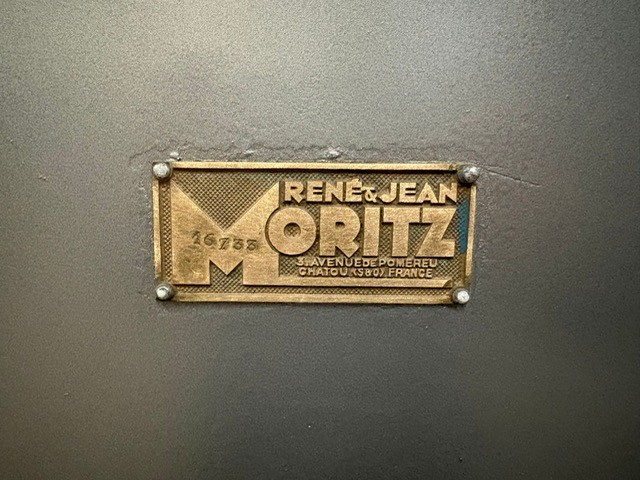 RENÉ & JEAN
MORITZ
16733
31 AVENUE DE POMEREU
CHATOU (S&O) FRANCE